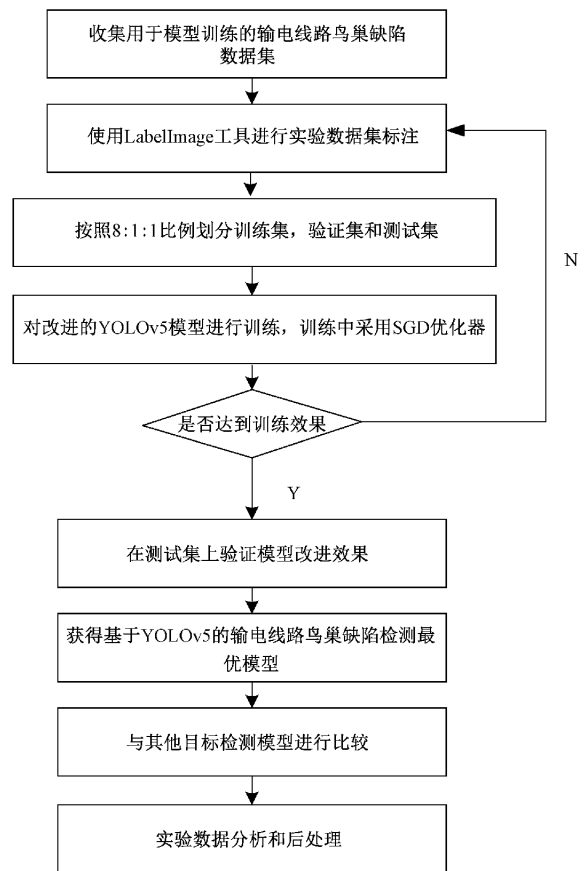 收集用于模型训练的输电线路鸟巢缺陷
数据集
使用LabelImage工具进行实验数据集标注
按照8:1:1比例划分训练集，验证集和测试集
N
对改进的YOLOv5模型进行训练，训练中采用SGD优化器
是否达到训练效果
Y
在测试集上验证模型改进效果
获得基于YOLOv5的输电线路鸟巢缺陷检测最
优模型
与其他目标检测模型进行比较
实验数据分析和后处理